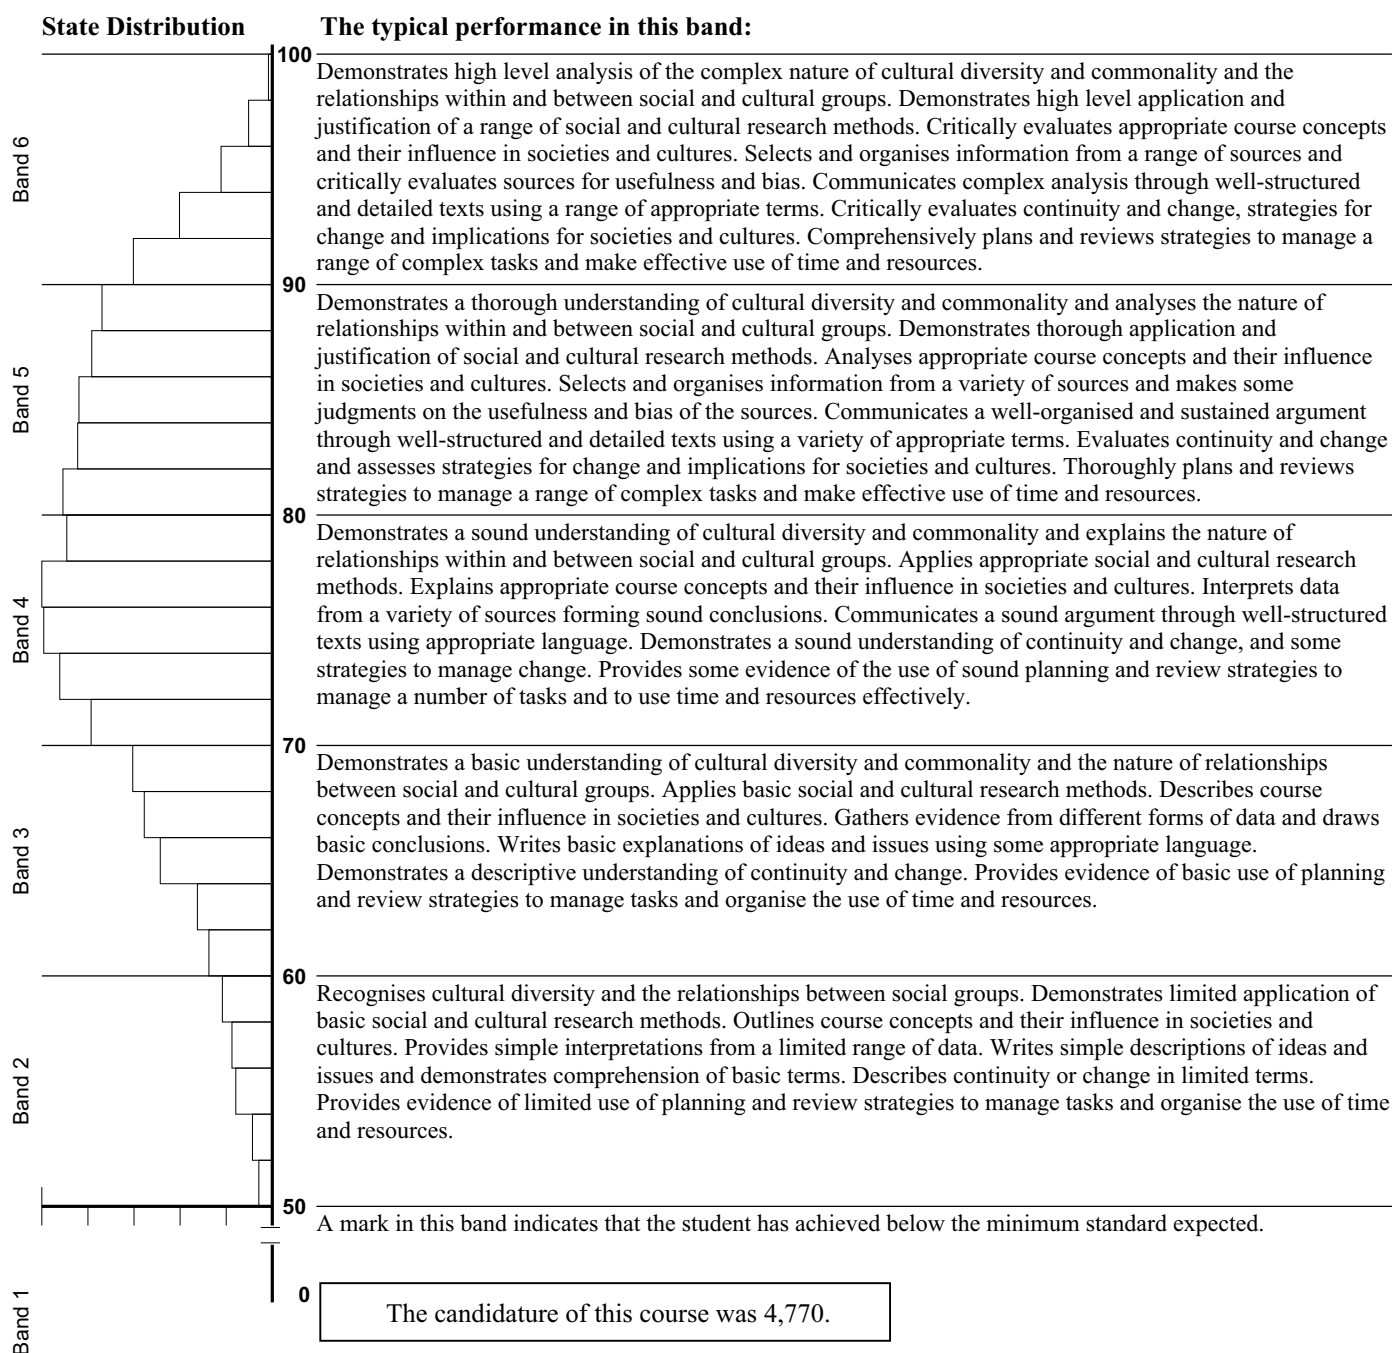 State Distribution
The typical performance in this band:
100
Band 6
Demonstrates high level analysis of the complex nature of cultural diversity and commonality and the
relationships within and between social and cultural groups. Demonstrates high level application and
justification of a range of social and cultural research methods. Critically evaluates appropriate course concepts
and their influence in societies and cultures. Selects and organises information from a range of sources and
critically evaluates sources for usefulness and bias. Communicates complex analysis through well-structured
and detailed texts using a range of appropriate terms. Critically evaluates continuity and change, strategies for
change and implications for societies and cultures. Comprehensively plans and reviews strategies to manage a
range of complex tasks and make effective use of time and resources.
90
Band 5
Demonstrates a thorough understanding of cultural diversity and commonality and analyses the nature of
relationships within and between social and cultural groups. Demonstrates thorough application and
justification of social and cultural research methods. Analyses appropriate course concepts and their influence
in societies and cultures. Selects and organises information from a variety of sources and makes some
judgments on the usefulness and bias of the sources. Communicates a well-organised and sustained argument
through well-structured and detailed texts using a variety of appropriate terms. Evaluates continuity and change
and assesses strategies for change and implications for societies and cultures. Thoroughly plans and reviews
strategies to manage a range of complex tasks and make effective use of time and resources.
80
Band 4
Demonstrates a sound understanding of cultural diversity and commonality and explains the nature of
relationships within and between social and cultural groups. Applies appropriate social and cultural research
methods. Explains appropriate course concepts and their influence in societies and cultures. Interprets data
from a variety of sources forming sound conclusions. Communicates a sound argument through well-structured
texts using appropriate language. Demonstrates a sound understanding of continuity and change, and some
strategies to manage change. Provides some evidence of the use of sound planning and review strategies to
manage a number of tasks and to use time and resources effectively.
70
Band 3
Demonstrates a basic understanding of cultural diversity and commonality and the nature of relationships
between social and cultural groups. Applies basic social and cultural research methods. Describes course
concepts and their influence in societies and cultures. Gathers evidence from different forms of data and draws
basic conclusions. Writes basic explanations of ideas and issues using some appropriate language.
Demonstrates a descriptive understanding of continuity and change. Provides evidence of basic use of planning
and review strategies to manage tasks and organise the use of time and resources.
60
Band 2
Recognises cultural diversity and the relationships between social groups. Demonstrates limited application of
basic social and cultural research methods. Outlines course concepts and their influence in societies and
cultures. Provides simple interpretations from a limited range of data. Writes simple descriptions of ideas and
issues and demonstrates comprehension of basic terms. Describes continuity or change in limited terms.
Provides evidence of limited use of planning and review strategies to manage tasks and organise the use of time
and resources.
50
A mark in this band indicates that the student has achieved below the minimum standard expected.
Band 1
0
The candidature of this course was 4,770.